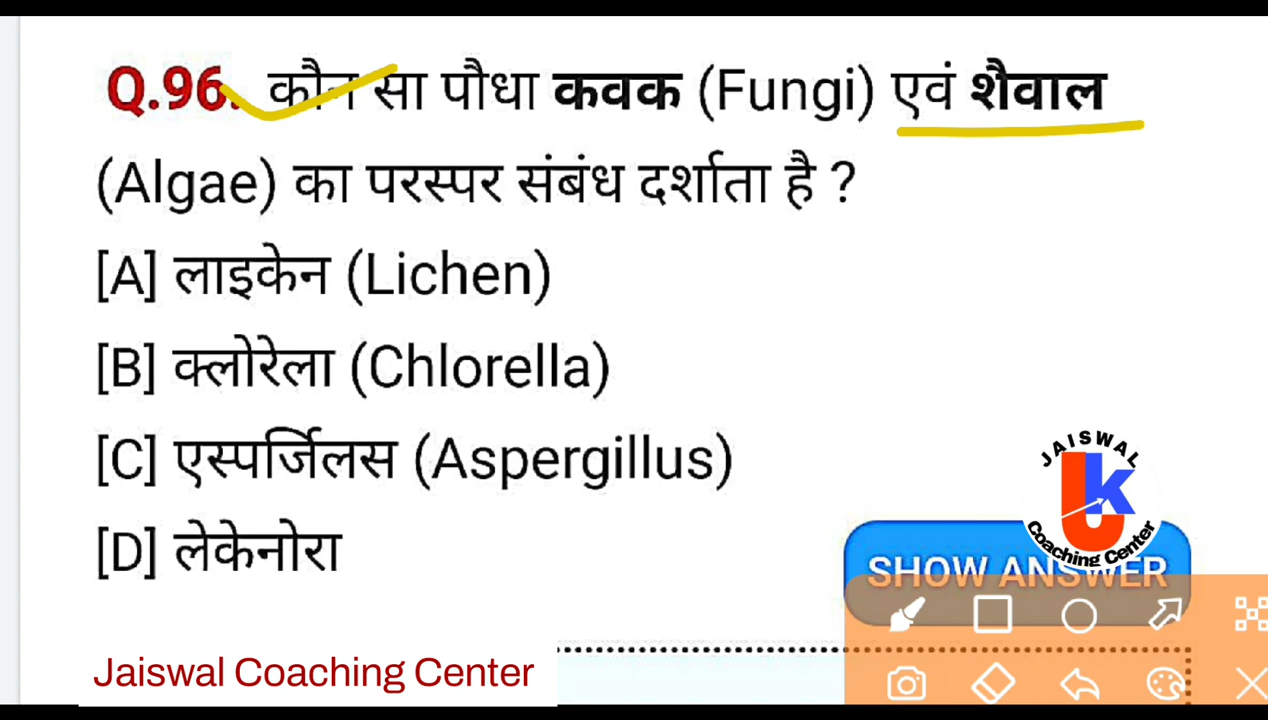 Q.96. कौन सा पौधा कवक (Fungi) एवं शैवाल
(Algae) का परस्पर संबंध दर्शाता है ?
[A] लाइकेन (Lichen)
[B] क्लोरेला (Chlorella)
[C] एस्पर्जिलस (Aspergillus)
[D] लेकेनोरा
JAISWAL
JK
Coaching Center
SHOW ANSWER
Jaiswal Coaching Center